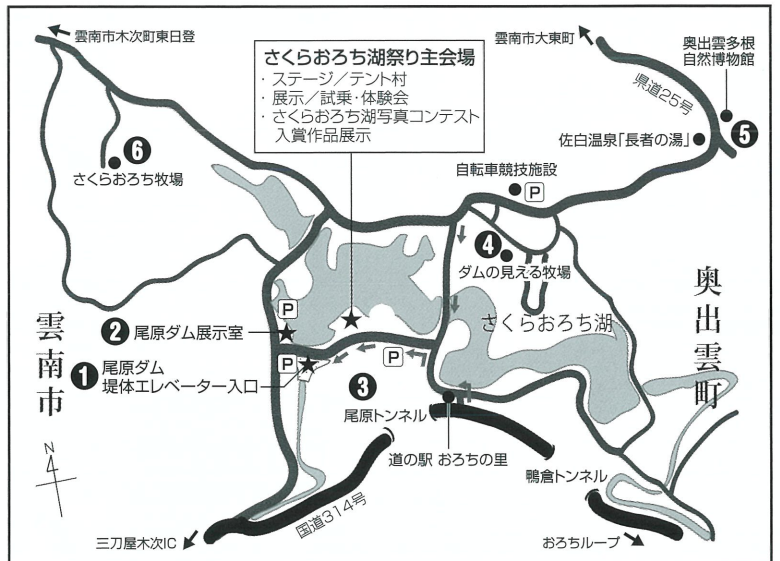 雲南市木次町東日登
雲南市大東町
奥出雲多根
自然博物館
さくらおろち湖祭り主会場
・ステージ／テント村
・展示／試乗・体験会
・さくらおろち湖写真コンテスト
入賞作品展示
県道25号
5
佐白温泉「長者の湯」
6
さくらおろち牧場
自転車競技施設
P
4
ダムの見える牧場
奥出雲町
さくらおろち湖
雲南市
P
2 尾原ダム展示室
1 尾原ダム
堤体エレベーター入口
P
P
3
尾原トンネル
道の駅 おろちの里
鴨倉トンネル
N
国道314号
三刀屋木次IC
おろちループ